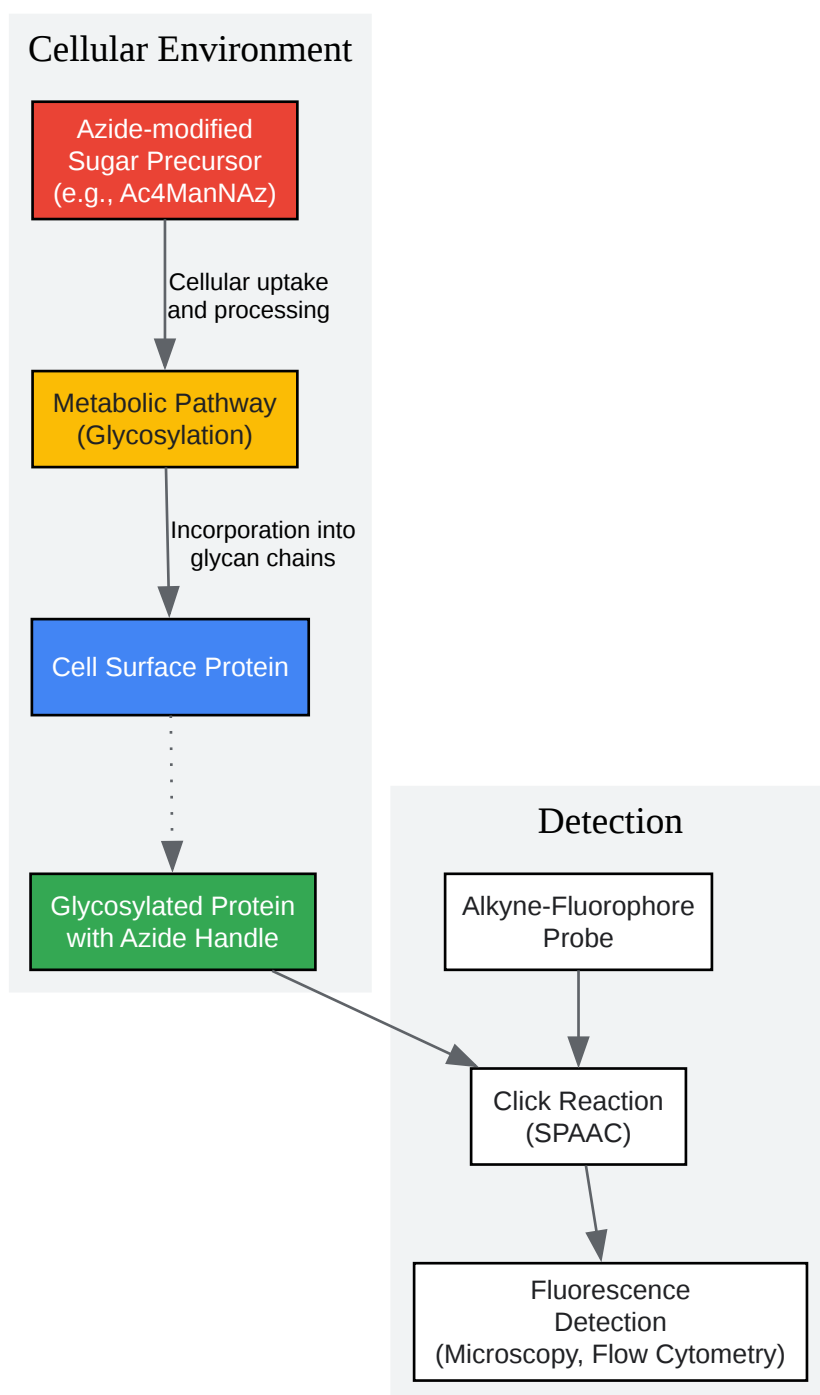 Cellular Environment
Azide-modified
Sugar Precursor
(e.g., Ac4ManNAz)
Cellular uptake
and processing
Metabolic Pathway
(Glycosylation)
Incorporation into
glycan chains
Cell Surface Protein
Glycosylated Protein
with Azide Handle
Detection
Alkyne-Fluorophore
Probe
Click Reaction
(SPAAC)
Fluorescence
Detection
(Microscopy, Flow Cytometry)